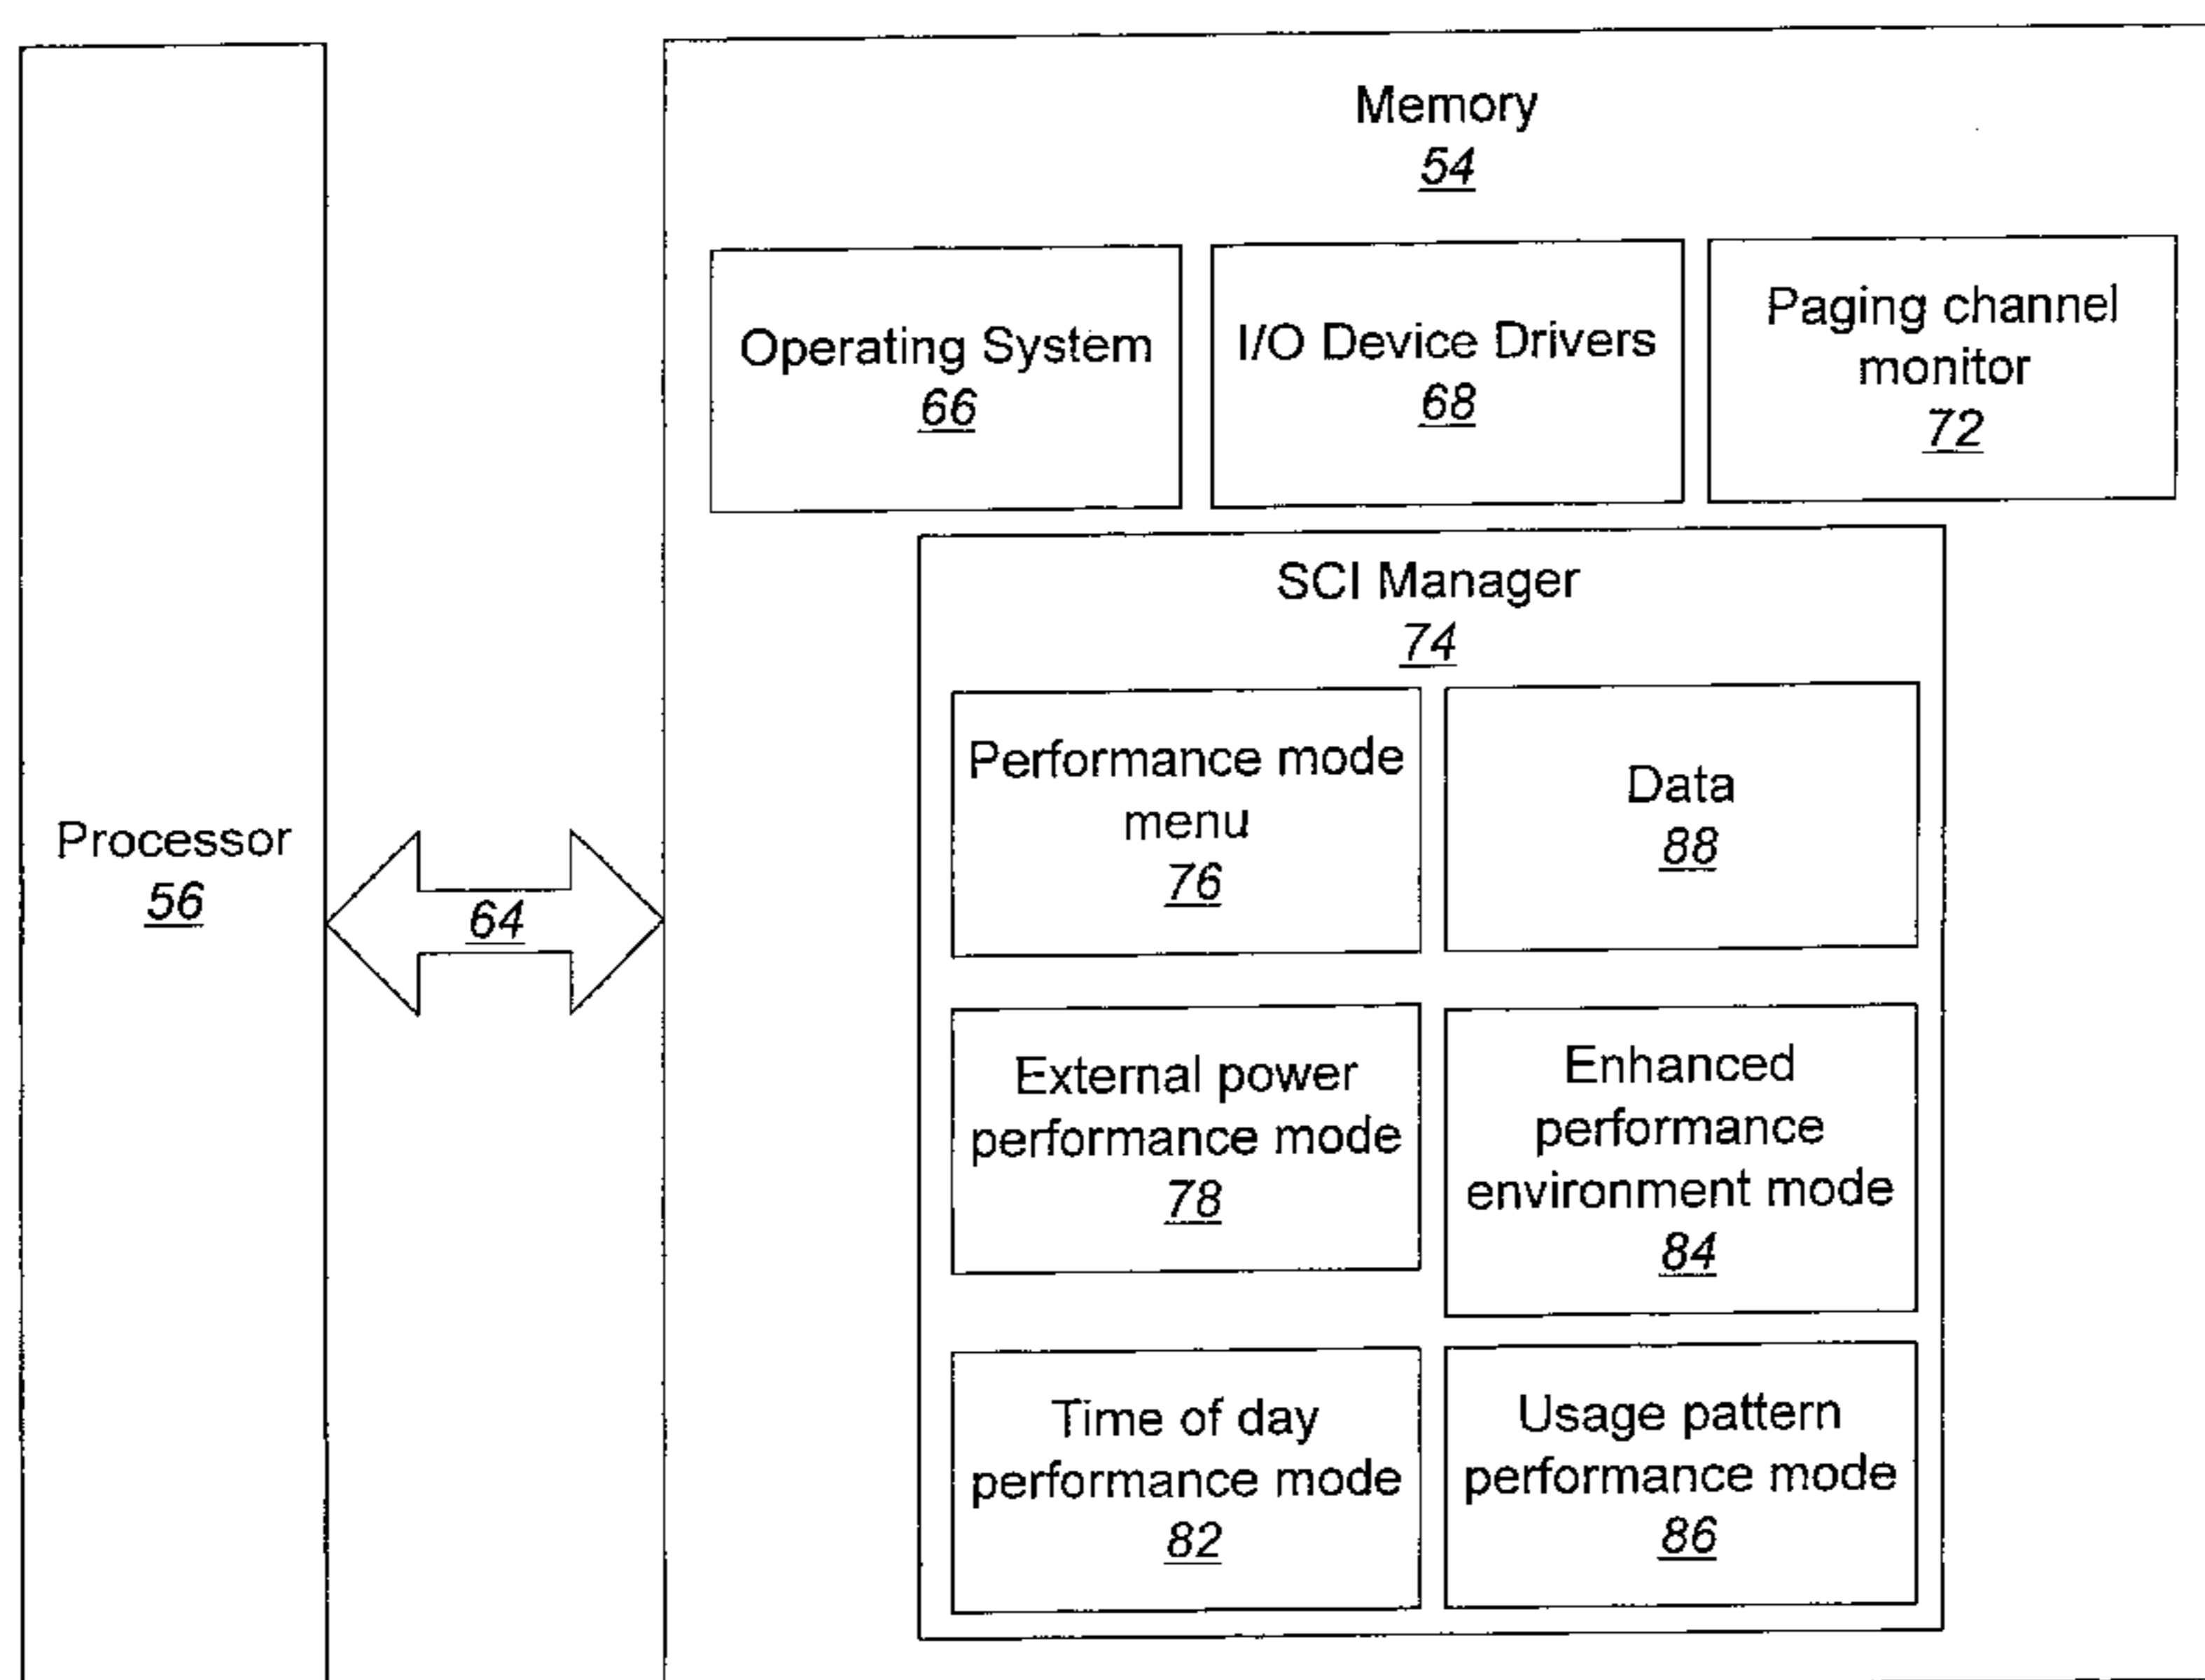 Memory
54
Operating System
66
I/O Device Drivers
68
Paging channel
monitor
72
SCI Manager
74
Performance mode
menu
76
Data
88
Processor
56
64
External power
performance mode
78
Enhanced
performance
environment mode
84
Time of day
performance mode
82
Usage pattern
performance mode
86